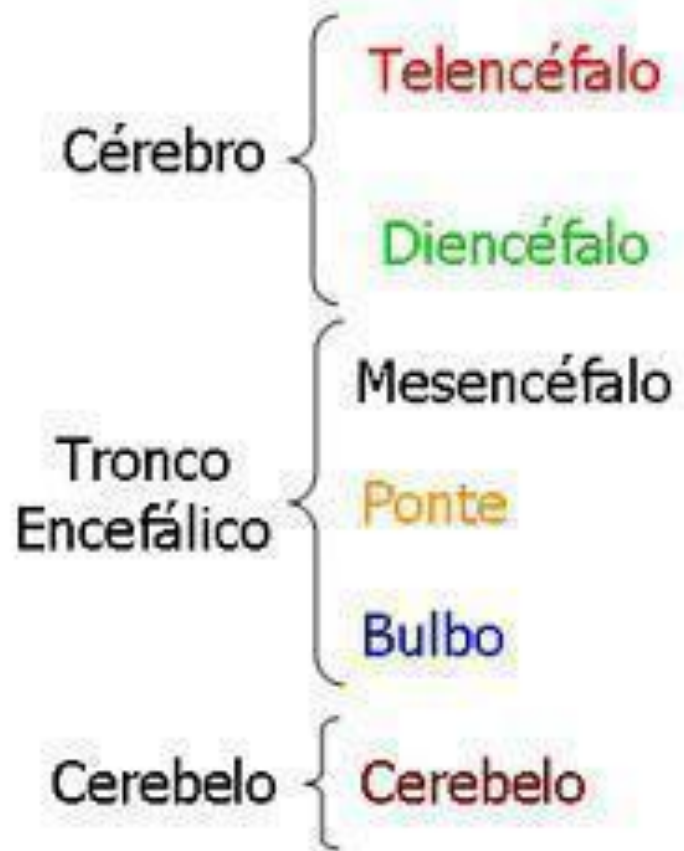 Cérebro
Telencéfalo
Diencéfalo
Tronco
Encefálico
Mesencéfalo
Ponte
Bulbo
Cerebelo
Cerebelo